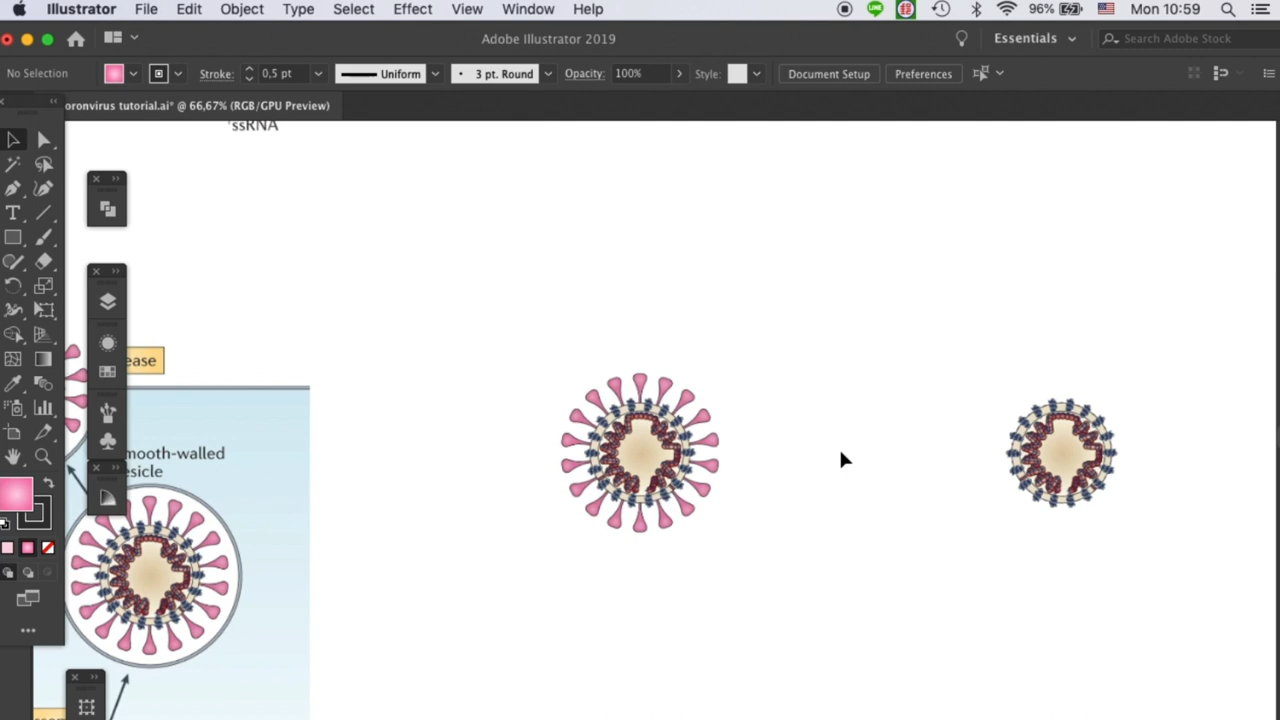 Illustrator File Edit Object Type Select Effect View Window Help 96% Mon 10:59
Adobe Illustrator 2019 Essentials Search Adobe Stock
No Selection Stroke: 0,5 pt Uniform 3 pt. Round Opacity: 100% Style: Document Setup Preferences
oronvirus tutorial.ai* @ 66,67% (RGB/GPU Preview)
ssRNA
ease
mooth-walled
esicle